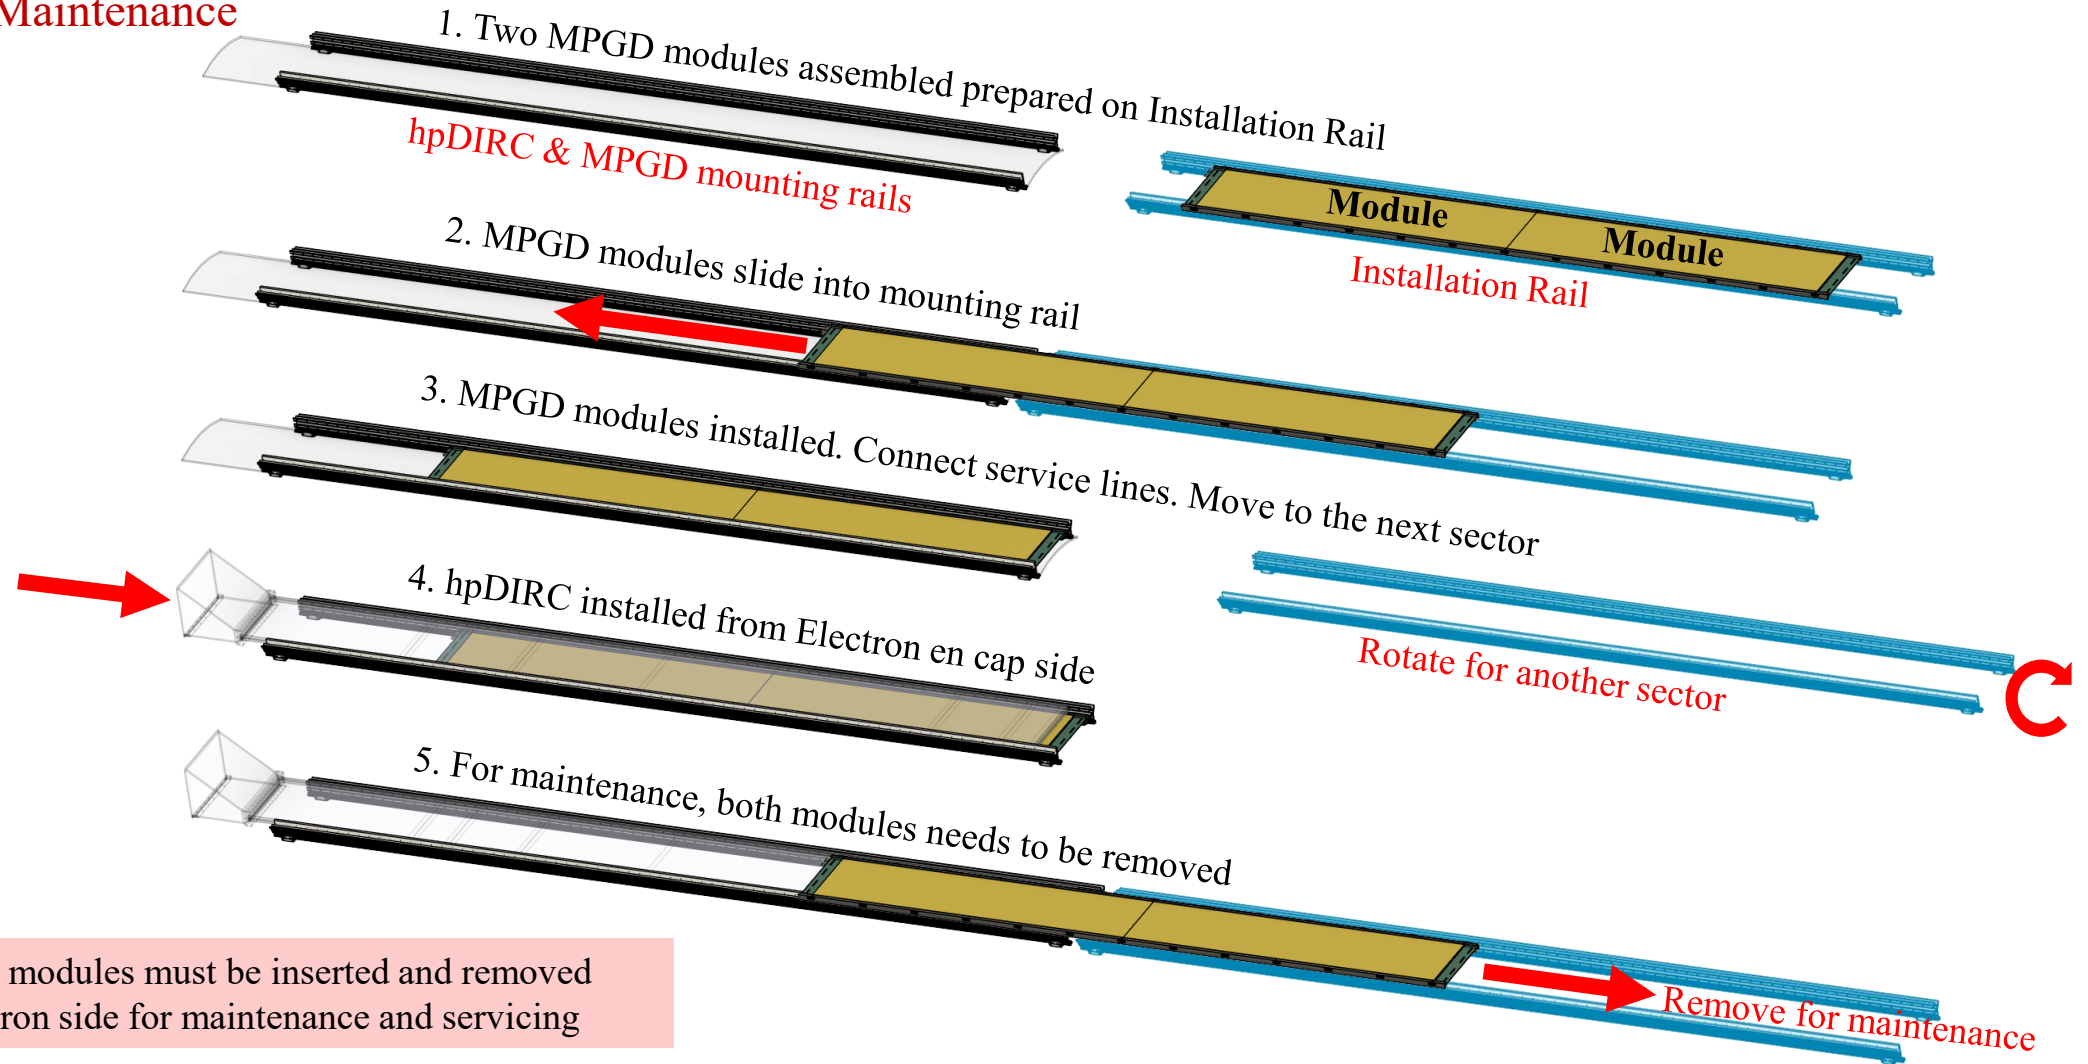 Maintenance
1. Two MPGD modules assembled prepared on Installation Rail
hpDIRC & MPGD mounting rails
Module
Module
Installation Rail
2. MPGD modules slide into mounting rail
3. MPGD modules installed. Connect service lines. Move to the next sector
4. hpDIRC installed from Electron en cap side
Rotate for another sector
5. For maintenance, both modules needs to be removed
Remove for maintenance
modules must be inserted and removed
ron side for maintenance and servicing